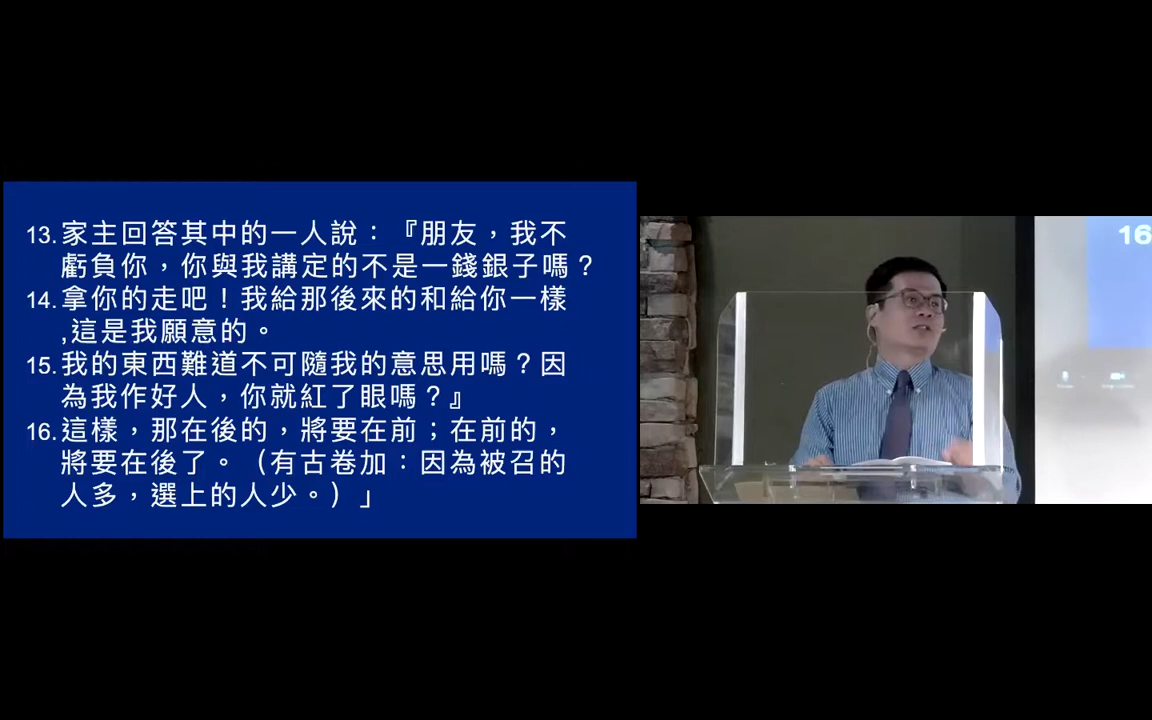 13.家主回答其中的一人說：『朋友，我不
虧負你，你與我講定的不是一錢銀子嗎？
14.拿你的走吧！我給那後來的和給你一樣
,這是我願意的。
15.我的東西難道不可隨我的意思用嗎？因
為我作好人，你就紅了眼嗎？』
16.這樣，那在後的，將要在前；在前的，
將要在後了。（有古卷加：因為被召的
人多，選上的人少。）」
16